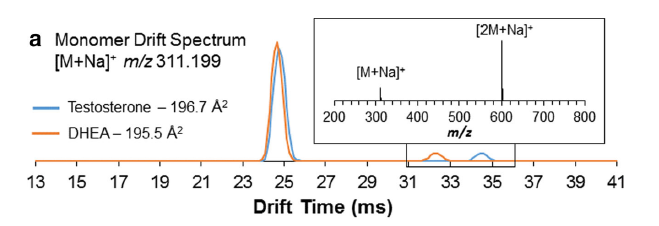 a Monomer Drift Spectrum
[M+Na]⁺ m/z 311.199
Testosterone – 196.7 Å²
DHEA – 195.5 Å²
[2M+Na]⁺
[M+Na]⁺
200 300 400 500 600 700 800
m/z
13 15 17 19 21 23 25 27 29 31 33 35 37 39 41
Drift Time (ms)